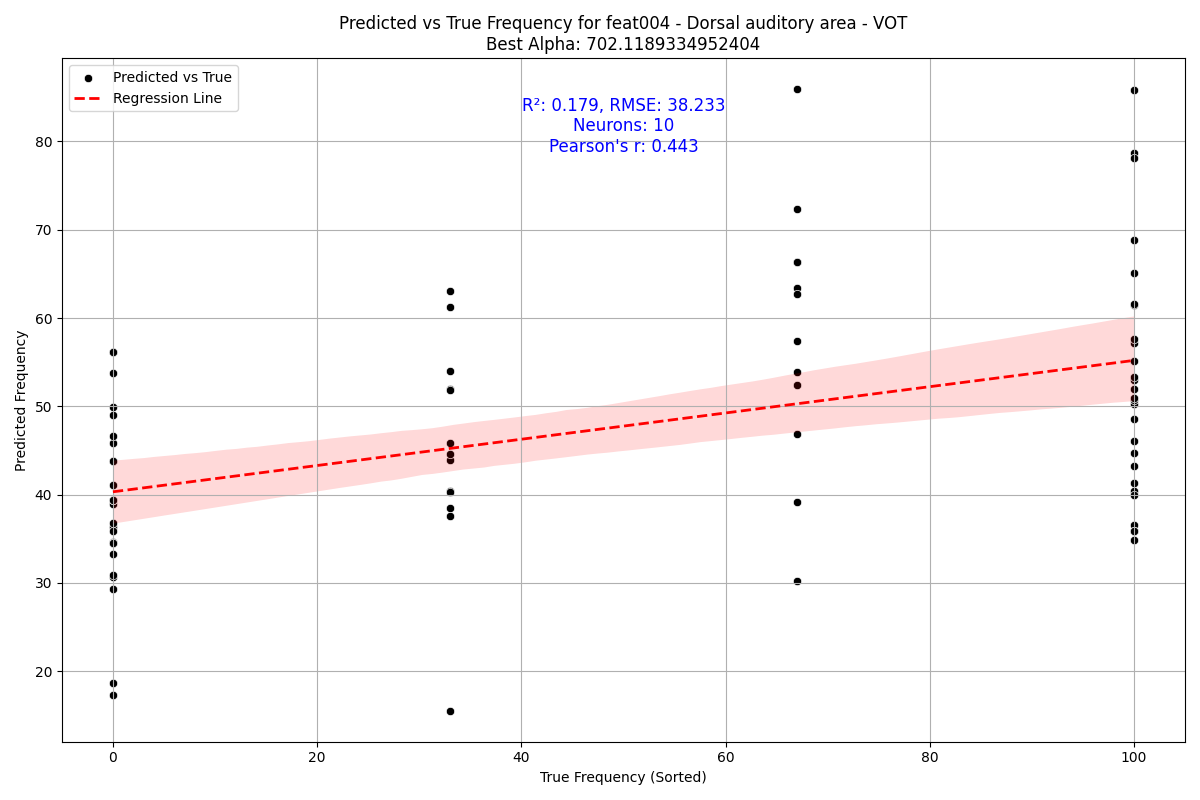 Predicted vs True Frequency for feat004 - Dorsal auditory area - VOT
Best Alpha: 702.1189334952404
Predicted vs True
Regression Line
R²: 0.179, RMSE: 38.233
Neurons: 10
Pearson's r: 0.443
Predicted Frequency
80
70
60
50
40
30
20
0 20 40 60 80 100
True Frequency (Sorted)